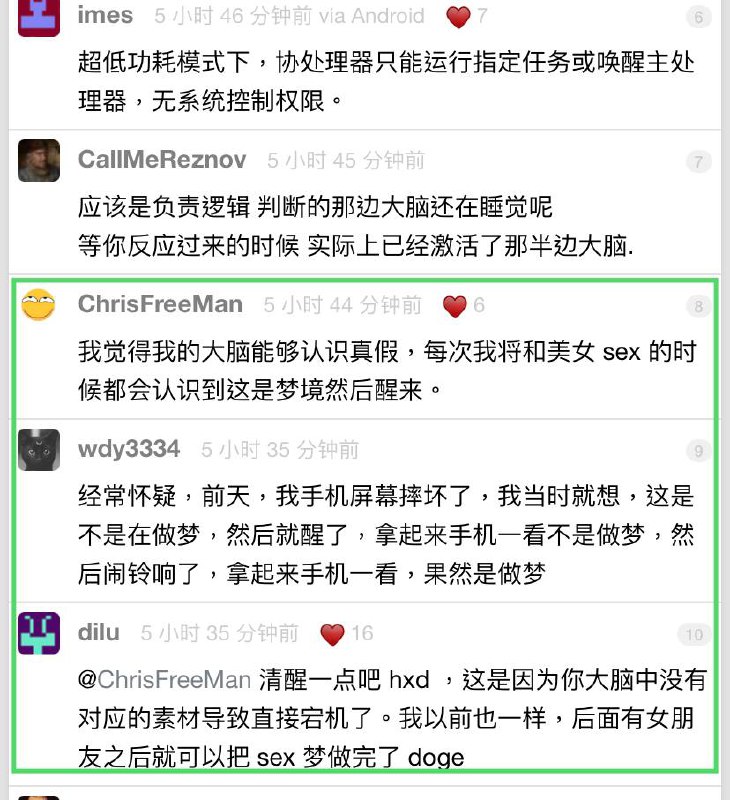 imes 5 小时 46 分钟前 via Android 7 6
超低功耗模式下，协处理器只能运行指定任务或唤醒主处
理器，无系统控制权限。
CallMeReznov 5 小时 45 分钟前 7
应该是负责逻辑 判断的那边大脑还在睡觉呢
等你反应过来的时候 实际上已经激活了那半边大脑.
ChrisFreeMan 5 小时 44 分钟前 6 8
我觉得我的大脑能够认识真假，每次我将和美女 sex 的时
候都会认识到这是梦境然后醒来。
wdy3334 5 小时 35 分钟前 9
经常怀疑，前天，我手机屏幕摔坏了，我当时就想，这是
不是在做梦，然后就醒了，拿起来手机一看不是做梦，然
后闹铃响了，拿起来手机一看，果然是做梦
dilu 5 小时 35 分钟前 16 10
@ChrisFreeMan 清醒一点吧 hxd ，这是因为你大脑中没有
对应的素材导致直接宕机了。我以前也一样，后面有女朋
友之后就可以把 sex 梦做完了 doge